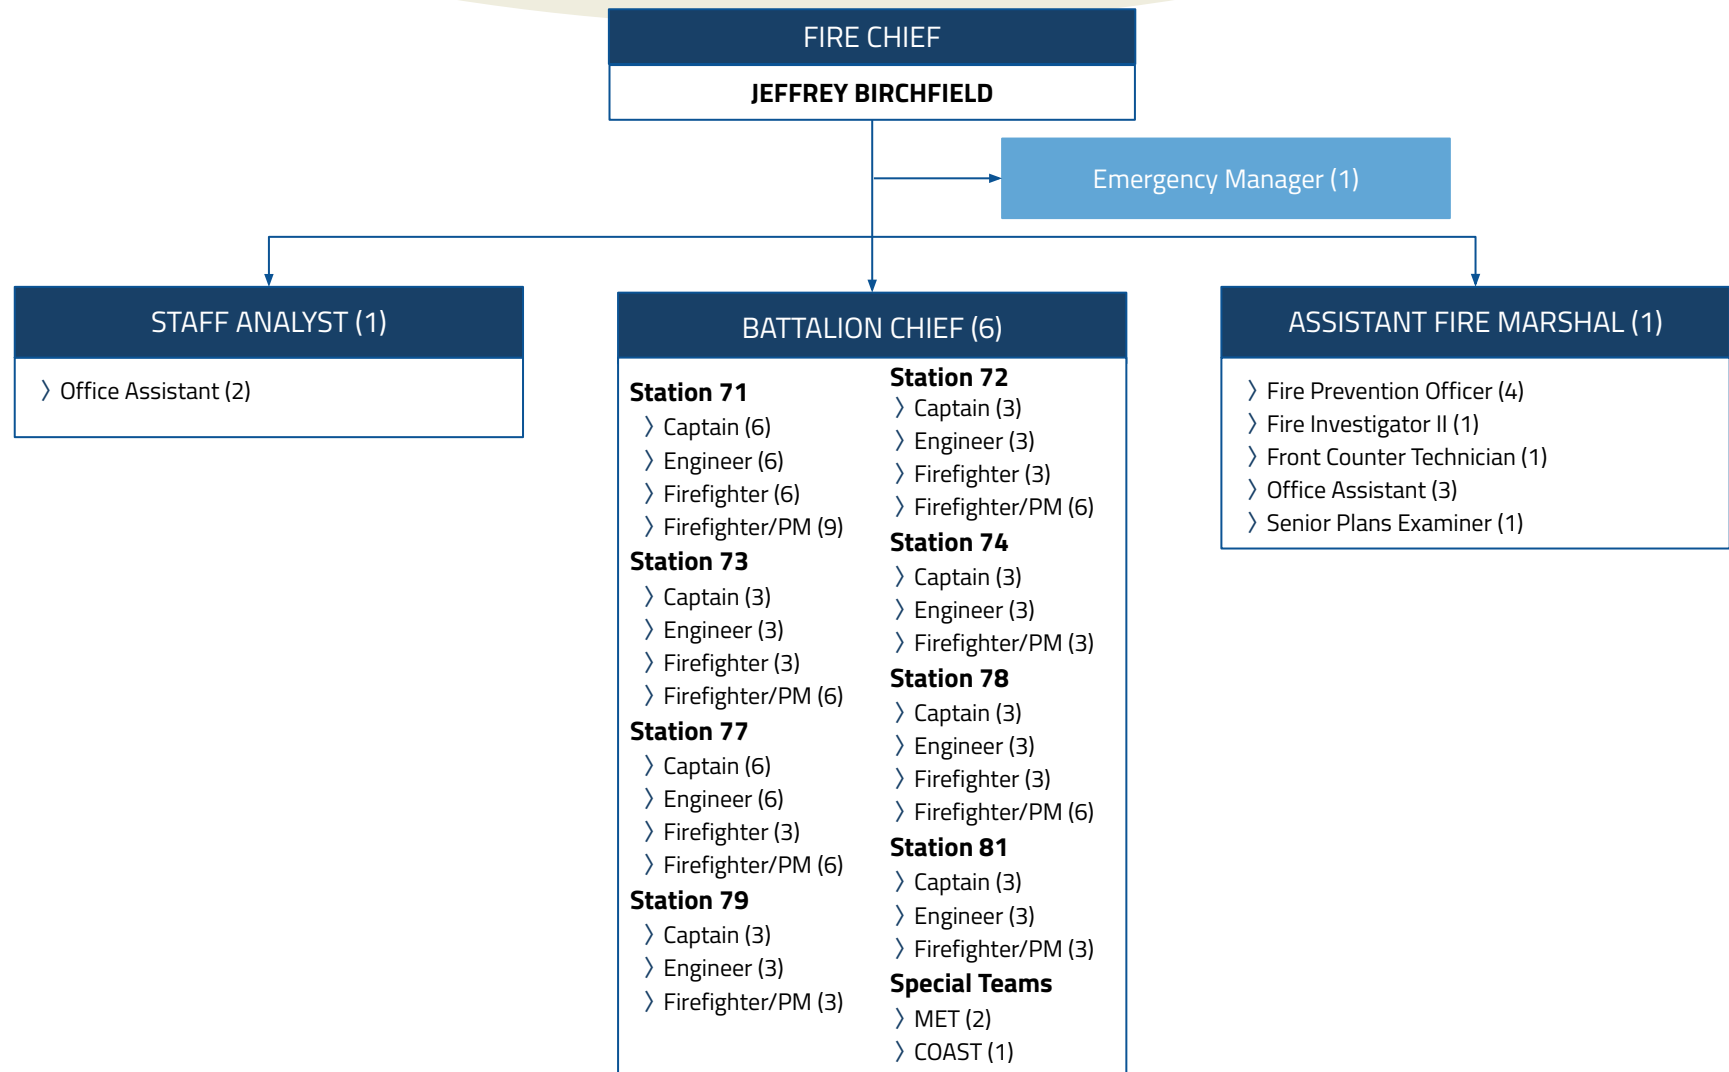 FIRE CHIEF
JEFFREY BIRCHFIELD
Emergency Manager (1)
STAFF ANALYST (1)
〉Office Assistant (2)
BATTALION CHIEF (6)
Station 71
〉Captain (6)
〉Engineer (6)
〉Firefighter (6)
〉Firefighter/PM (9)
Station 73
〉Captain (3)
〉Engineer (3)
〉Firefighter (3)
〉Firefighter/PM (6)
Station 77
〉Captain (6)
〉Engineer (6)
〉Firefighter (3)
〉Firefighter/PM (6)
Station 79
〉Captain (3)
〉Engineer (3)
〉Firefighter/PM (3)
Station 72
〉Captain (3)
〉Engineer (3)
〉Firefighter (3)
〉Firefighter/PM (6)
Station 74
〉Captain (3)
〉Engineer (3)
〉Firefighter/PM (3)
Station 78
〉Captain (3)
〉Engineer (3)
〉Firefighter (3)
〉Firefighter/PM (6)
Station 81
〉Captain (3)
〉Engineer (3)
〉Firefighter/PM (3)
Special Teams
〉MET (2)
〉COAST (1)
ASSISTANT FIRE MARSHAL (1)
〉Fire Prevention Officer (4)
〉Fire Investigator II (1)
〉Front Counter Technician (1)
〉Office Assistant (3)
〉Senior Plans Examiner (1)